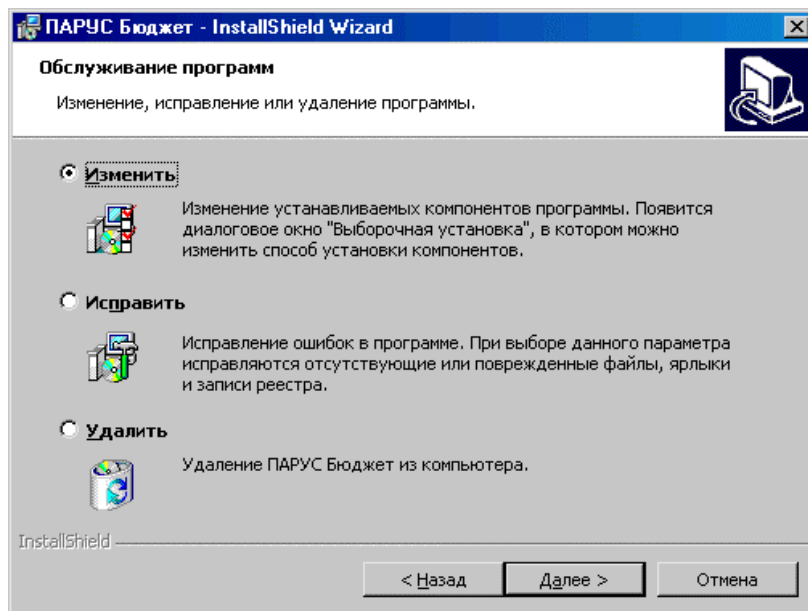 ПАРУС Бюджет - InstallShield Wizard
Обслуживание программ
Изменение, исправление или удаление программы.
Изменить
Изменение устанавливаемых компонентов программы. Появится
диалоговое окно "Выборочная установка", в котором можно
изменить способ установки компонентов.
Исправить
Исправление ошибок в программе. При выборе данного параметра
исправляются отсутствующие или поврежденные файлы, ярлыки
и записи реестра.
Удалить
Удаление ПАРУС Бюджет из компьютера.
InstallShield
< Назад Далее > Отмена